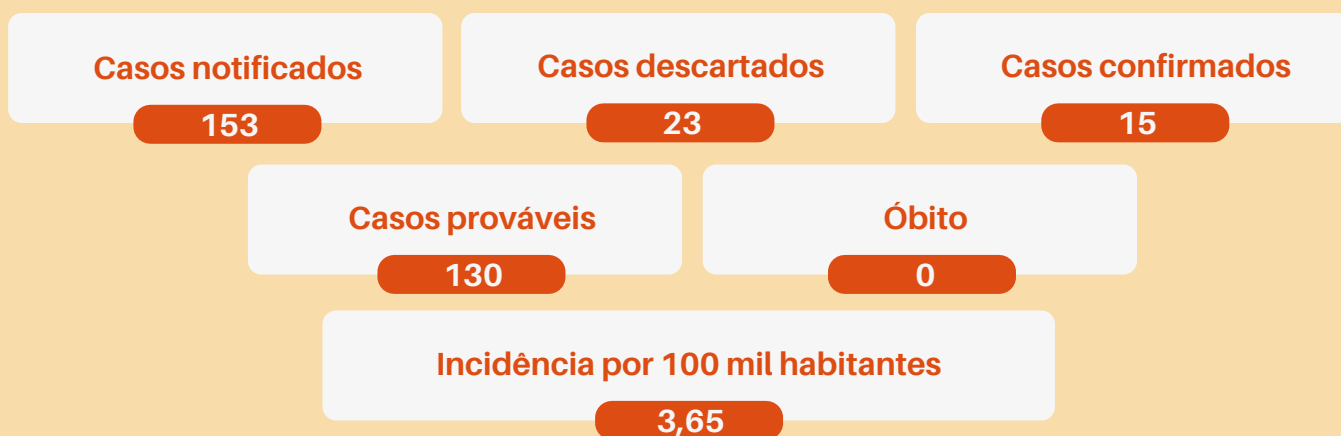 Casos notificados
153
Casos descartados
23
Casos confirmados
15
Casos prováveis
130
Óbito
0
Incidência por 100 mil habitantes
3,65